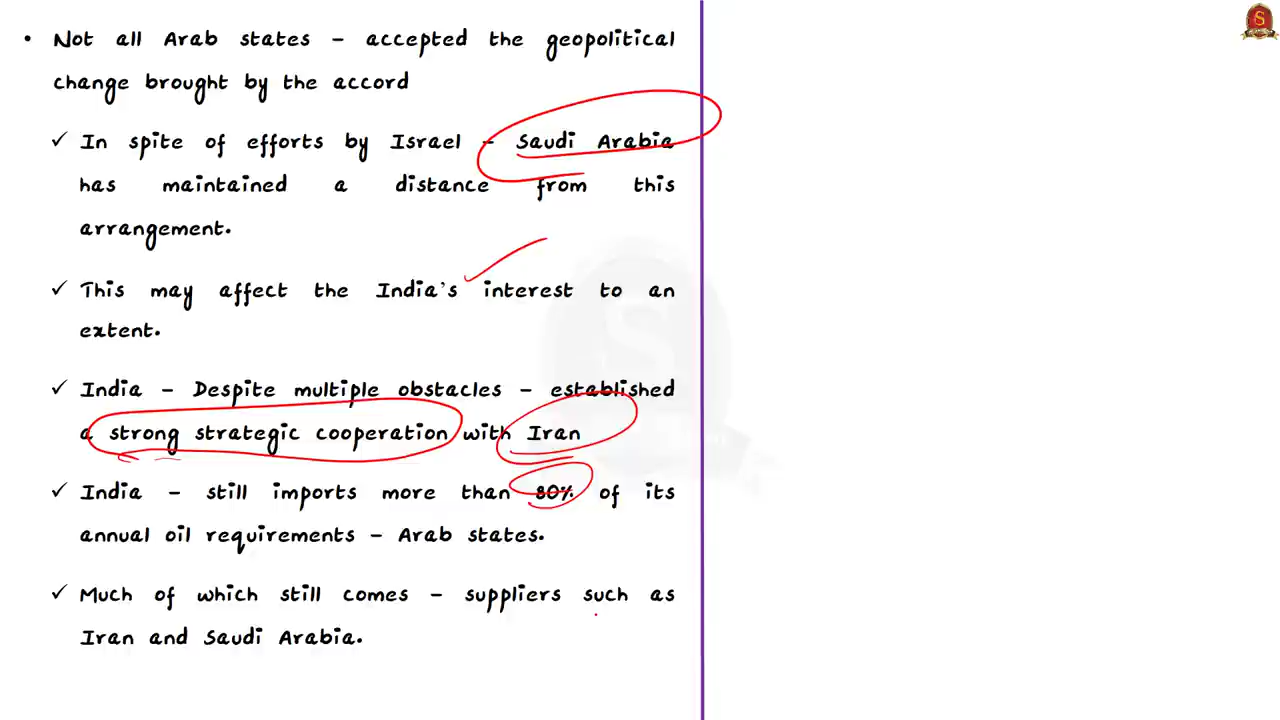 • Not all Arab states – accepted the geopolitical
change brought by the accord
✓ In spite of efforts by Israel – Saudi Arabia
has maintained a distance from this
arrangement.
✓ This may affect the India's interest to an
extent.
✓ India – Despite multiple obstacles – established
a strong strategic cooperation with Iran
✓ India – still imports more than 80% of its
annual oil requirements – Arab states.
✓ Much of which still comes – suppliers such as
Iran and Saudi Arabia.